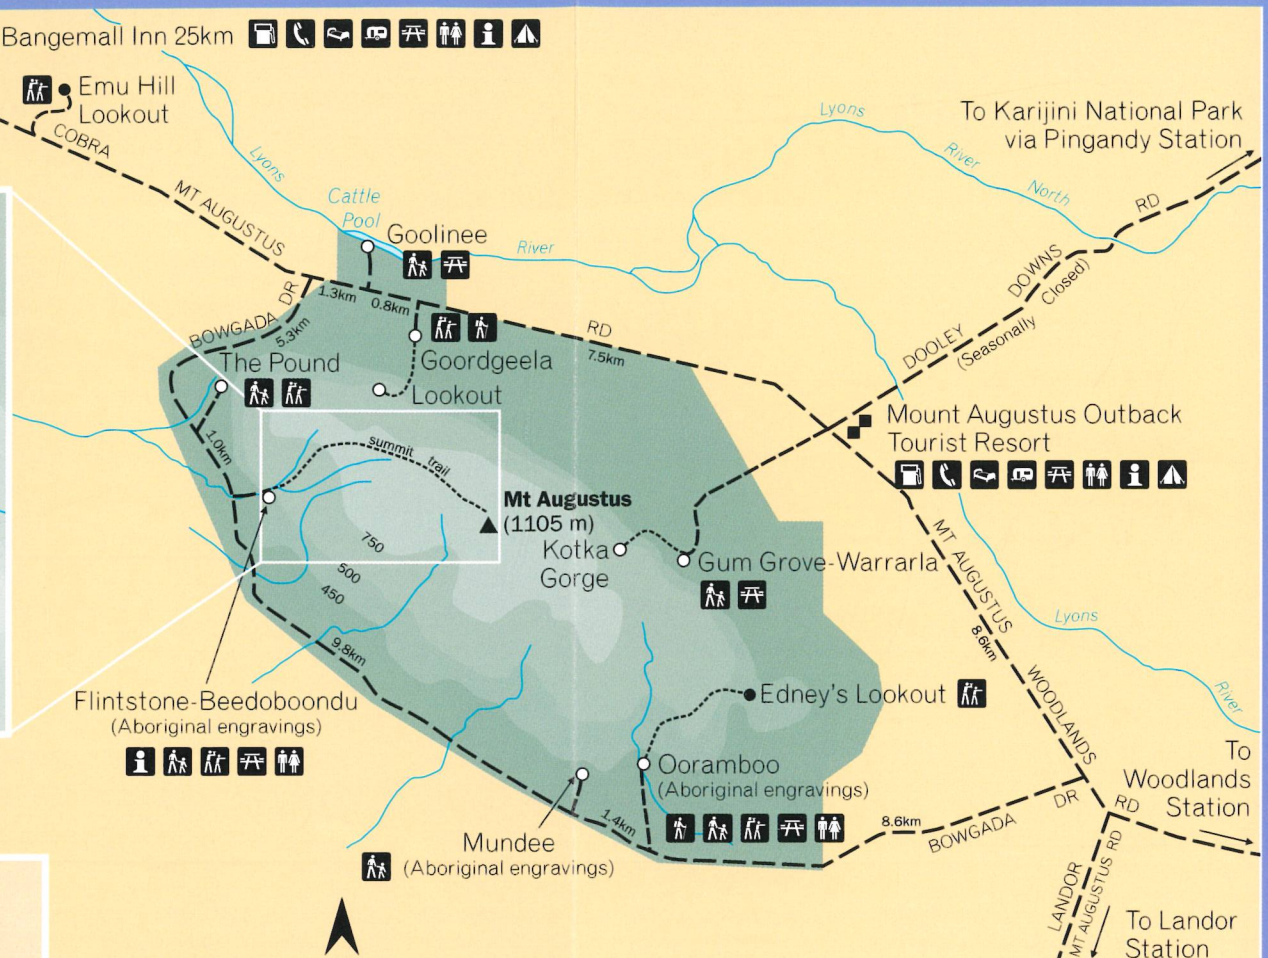 Bangemall Inn 25km
Emu Hill
Lookout
COBRA
MT AUGUSTUS
Lyons
Cattle
Pool
Goolinee
River
Lyons
River
North
To Karijini National Park
via Pingandy Station
RD
DOWNS
DOOLEY
(Seasonally
Closed)
BOWGADA
DR
5.3km
1.3km
0.8km
RD
7.5km
The Pound
Goordgeela
Lookout
1.0km
summit trail
Mt Augustus
(1105 m)
Kotka
Gorge
Gum Grove-Warrarla
Mount Augustus Outback
Tourist Resort
750
500
450
9.8km
MT AUGUSTUS
8.6km
WOODLANDS
RD
Lyons
River
Flintstone-Beedoboondu
(Aboriginal engravings)
Edney's Lookout
Ooramboo
(Aboriginal engravings)
Mundee
(Aboriginal engravings)
1.4km
8.6km
BOWGADA
DR
To
Woodlands
Station
LANDOR
MT AUGUSTUS RD
To Landor
Station